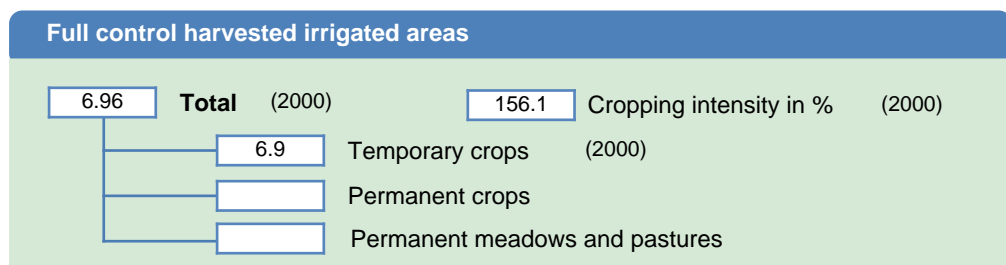 Full control harvested irrigated areas
6.96 Total (2000) 156.1 Cropping intensity in % (2000)
6.9 Temporary crops (2000)
Permanent crops
Permanent meadows and pastures